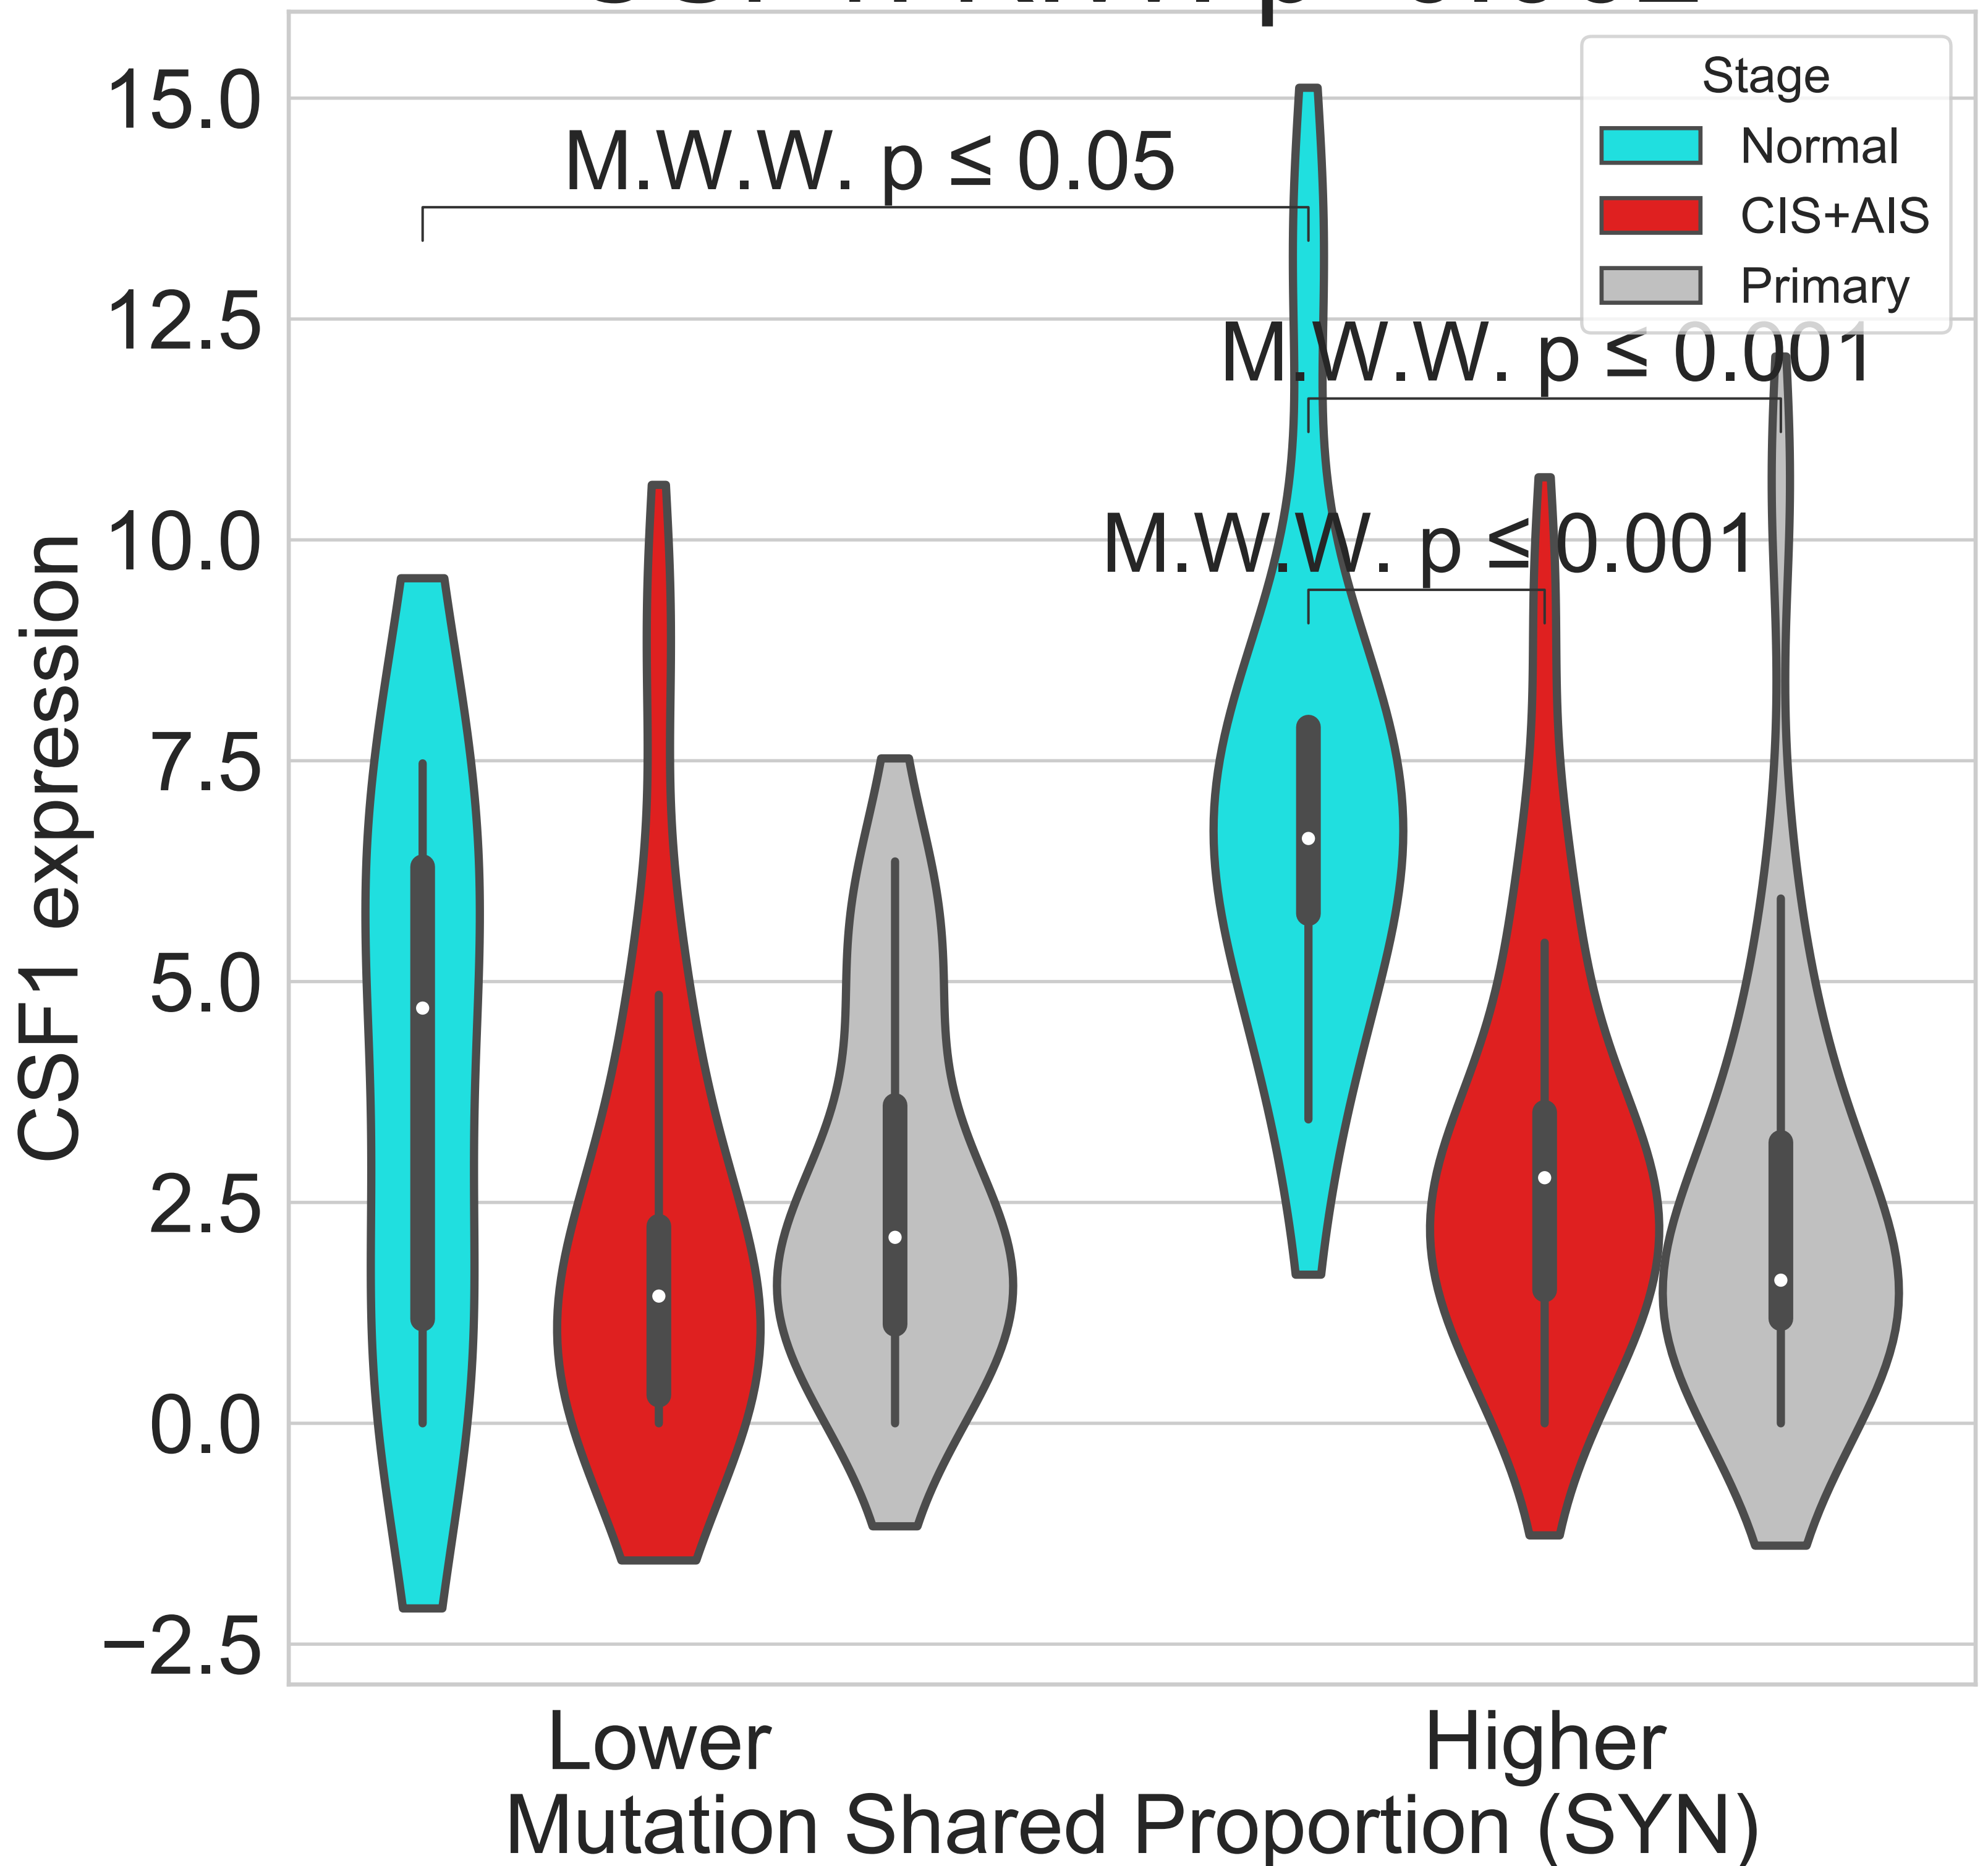 Stage
Normal
CIS+AIS
Primary
M.W.W. p ≤ 0.05
M.W.W. p ≤ 0.001
M.W.W. p ≤ 0.001
15.0
12.5
10.0
7.5
5.0
2.5
0.0
−2.5
CSF1 expression
Lower
Higher
Mutation Shared Proportion (SYN)